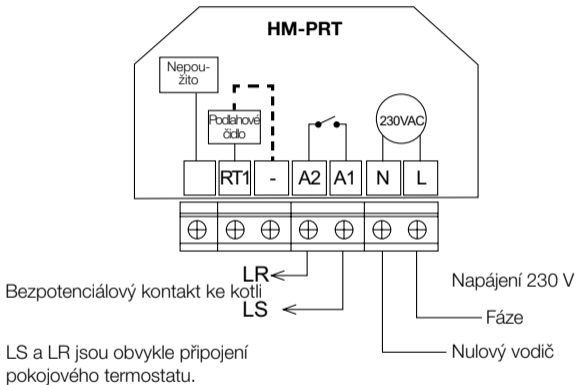 HM-PRT
Nepou-
žito
Podlahové
čidlo
230VAC
RT1 - A2 A1 N L
LR
Bezpotenciálový kontakt ke kotli
LS
Napájení 230 V
Fáze
Nulový vodič
LS a LR jsou obvykle připojení
pokojového termostatu.